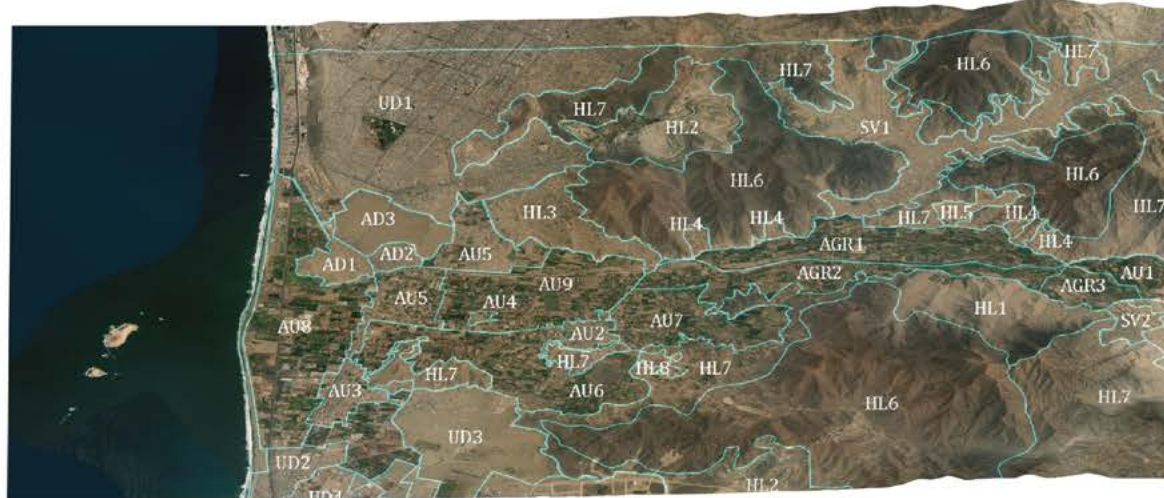 HL7
HL6
HL7
UD1
HL7
HL2
SV1
HL6
HL6
HL7
AD3
HL3
HL4
HL4
HL7
HL5
HL4
HL4
AD1
AD2
AU5
AGR1
AGR2
AGR3
AU1
AU5
AU4
AU9
HL1
AU8
AU2
AU7
SV2
HL7
HL8
HL7
HL7
AU3
AU6
HL6
HL7
UD3
UD2
HL2